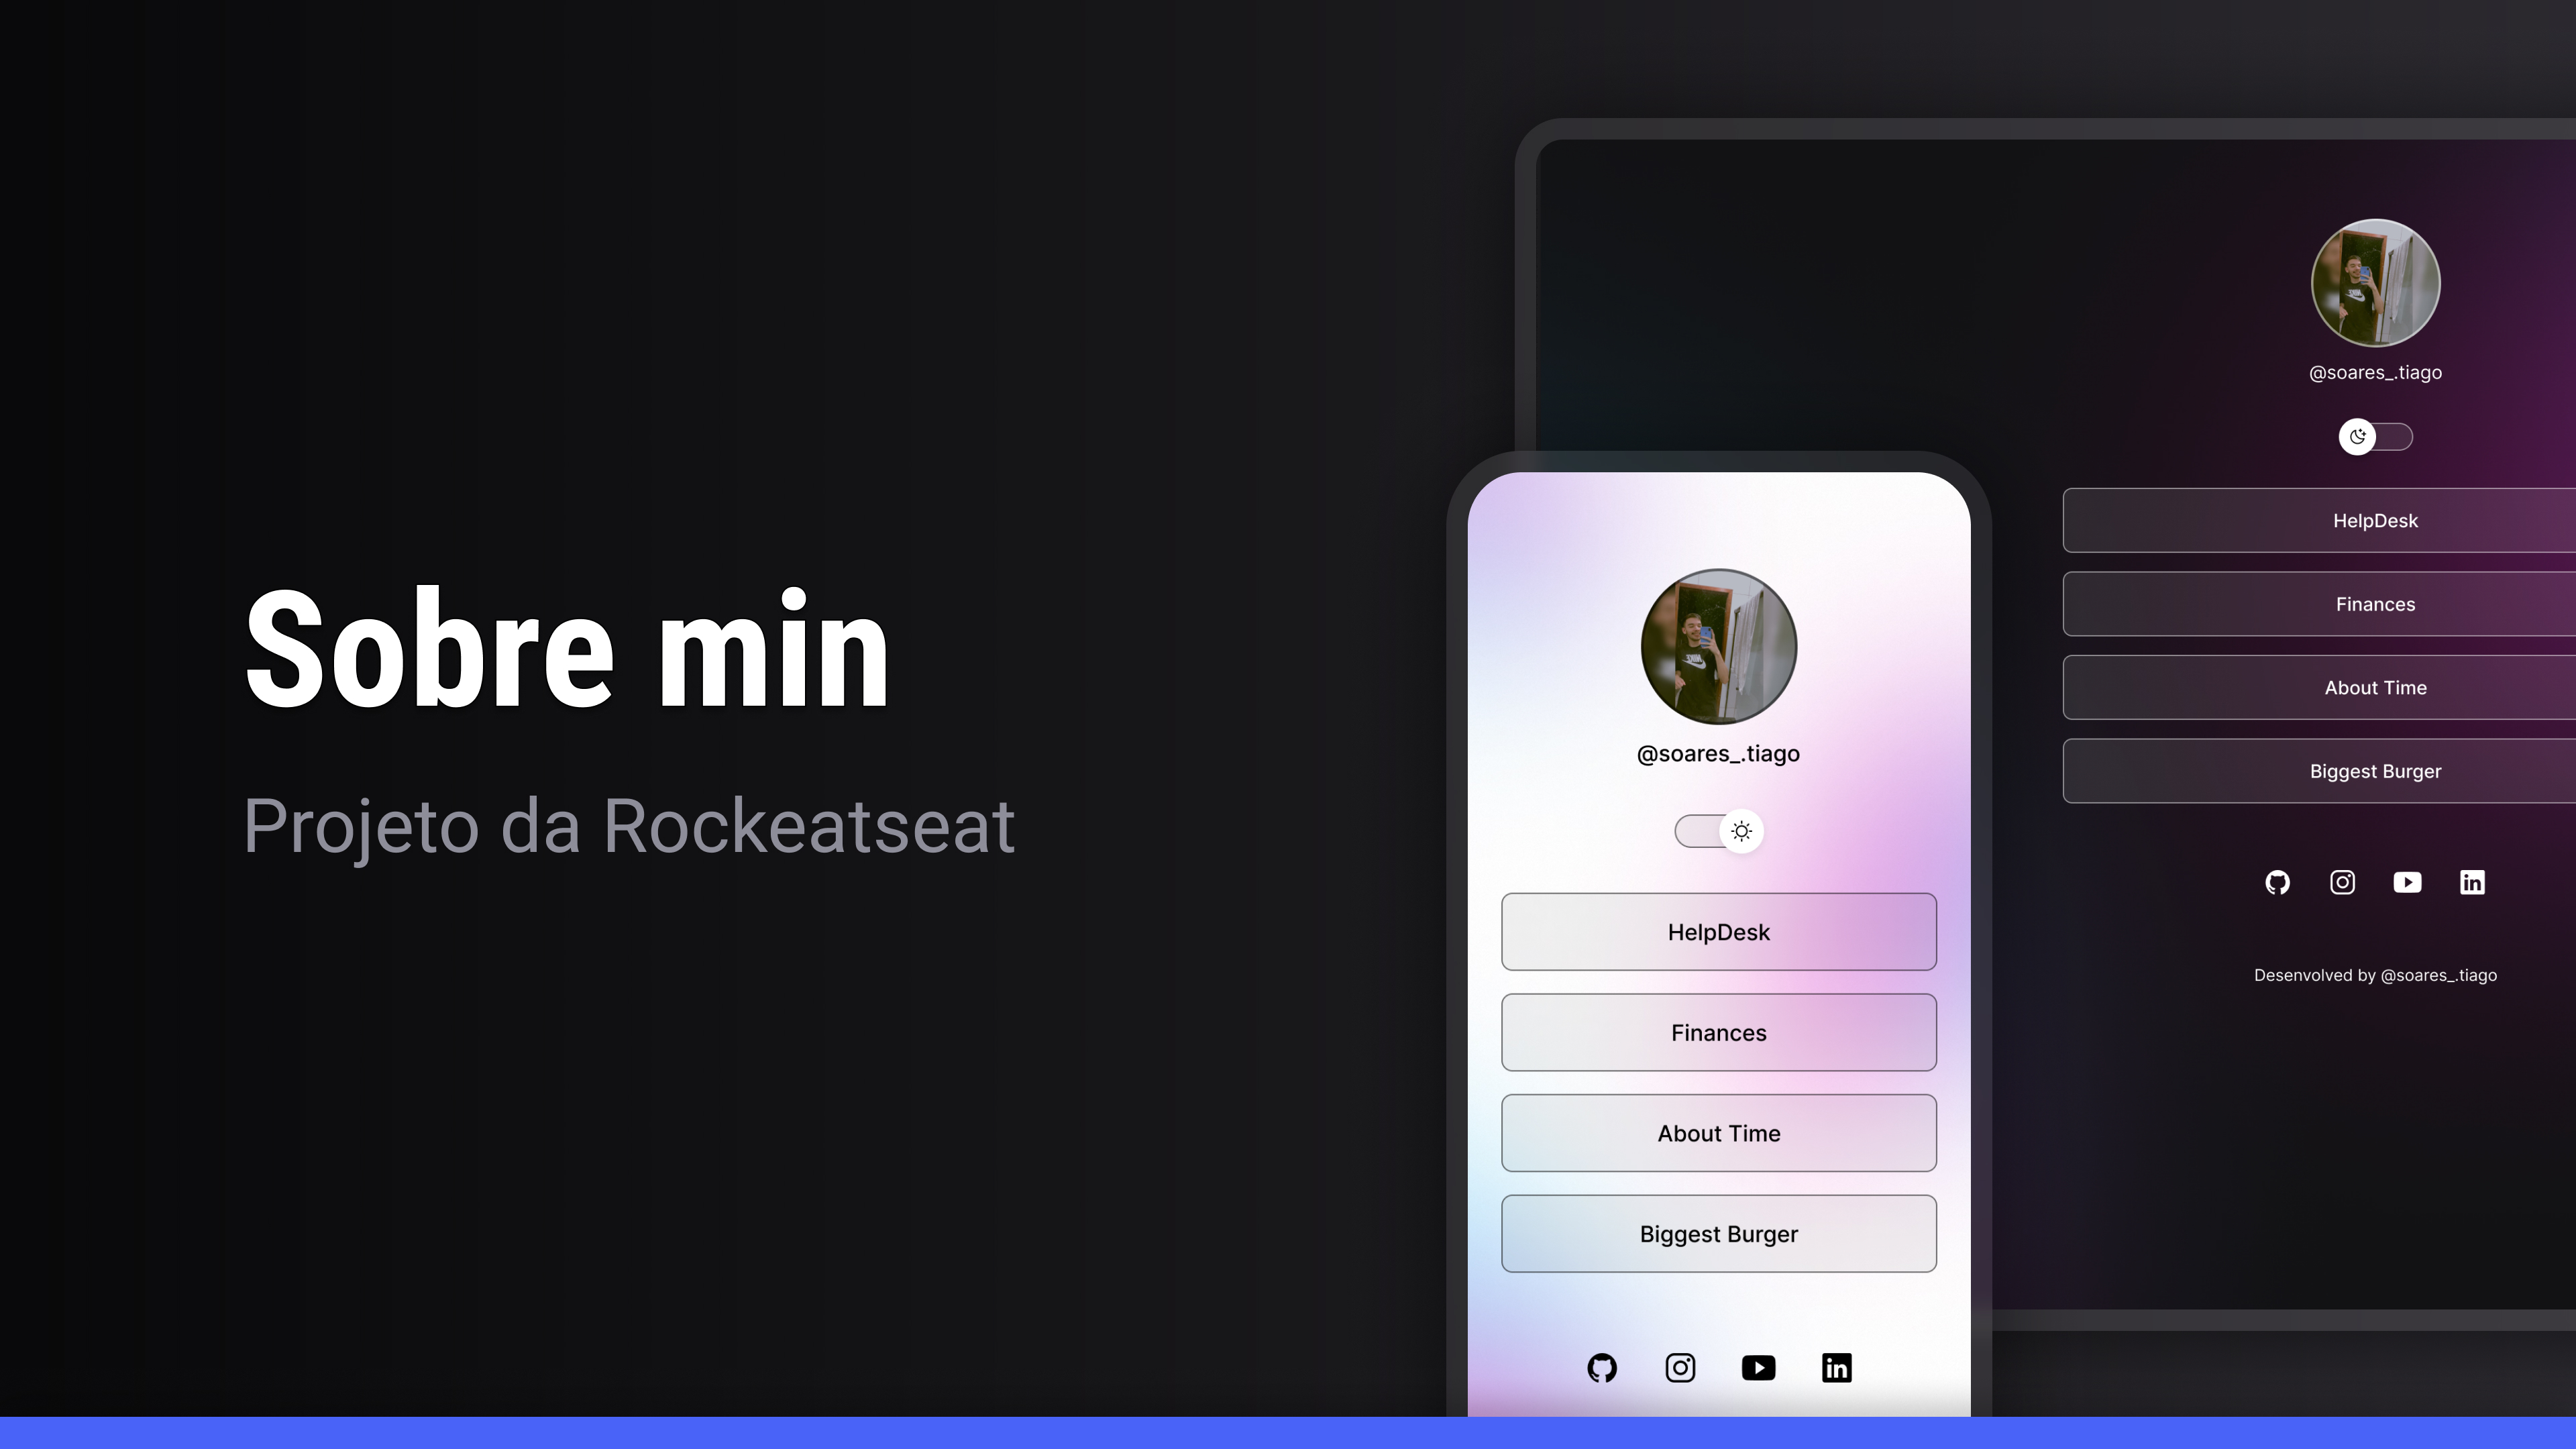 Sobre min
Projeto da Rockeatseat
@soares_.tiago
HelpDesk
Finances
About Time
Biggest Burger
@soares_.tiago
HelpDesk
Finances
About Time
Biggest Burger
Desenvolved by @soares_.tiago